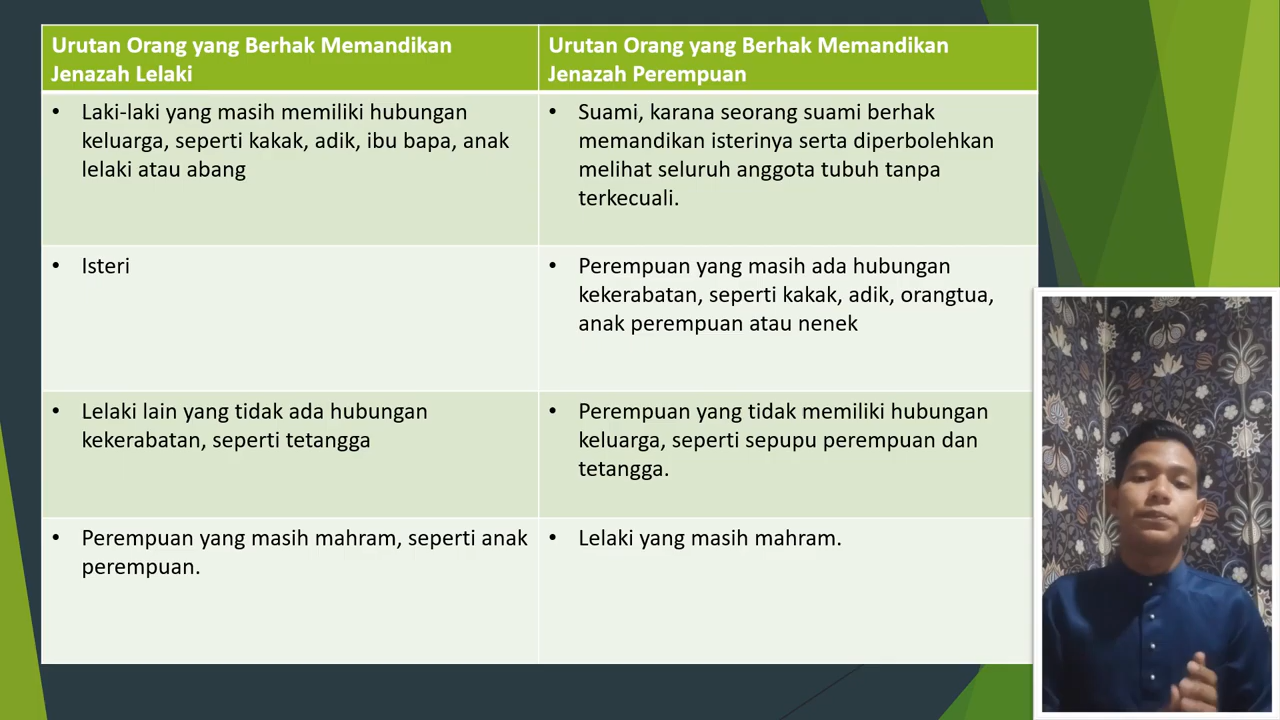 Urutan Orang yang Berhak Memandikan
Jenazah Lelaki
Urutan Orang yang Berhak Memandikan
Jenazah Perempuan
• Laki-laki yang masih memiliki hubungan
keluarga, seperti kakak, adik, ibu bapa, anak
lelaki atau abang
• Suami, karana seorang suami berhak
memandikan isterinya serta diperbolehkan
melihat seluruh anggota tubuh tanpa
terkecuali.
• Isteri
• Perempuan yang masih ada hubungan
kekerabatan, seperti kakak, adik, orangtua,
anak perempuan atau nenek
• Lelaki lain yang tidak ada hubungan
kekerabatan, seperti tetangga
• Perempuan yang tidak memiliki hubungan
keluarga, seperti sepupu perempuan dan
tetangga.
• Perempuan yang masih mahram, seperti anak
perempuan.
• Lelaki yang masih mahram.